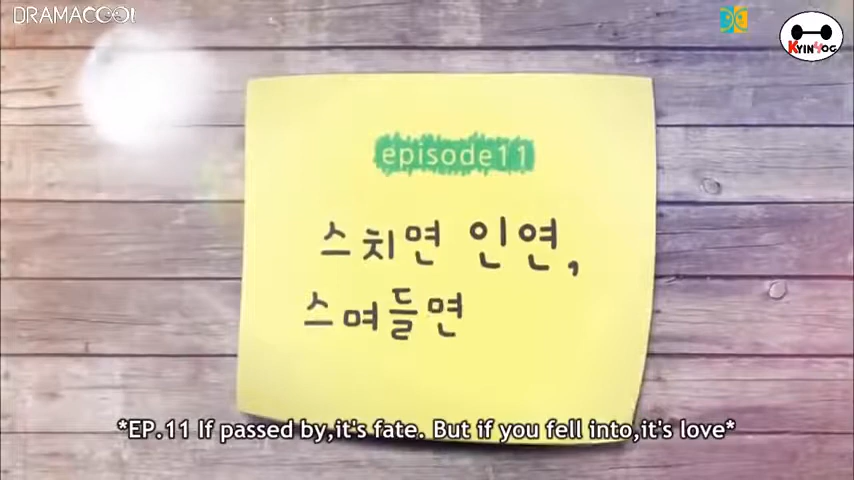 DRAMACOOL
KYIN4OG
episode11
스치면 인연,
스며들면
*EP.11 If passed by,it's fate. But if you fell into,it's love*